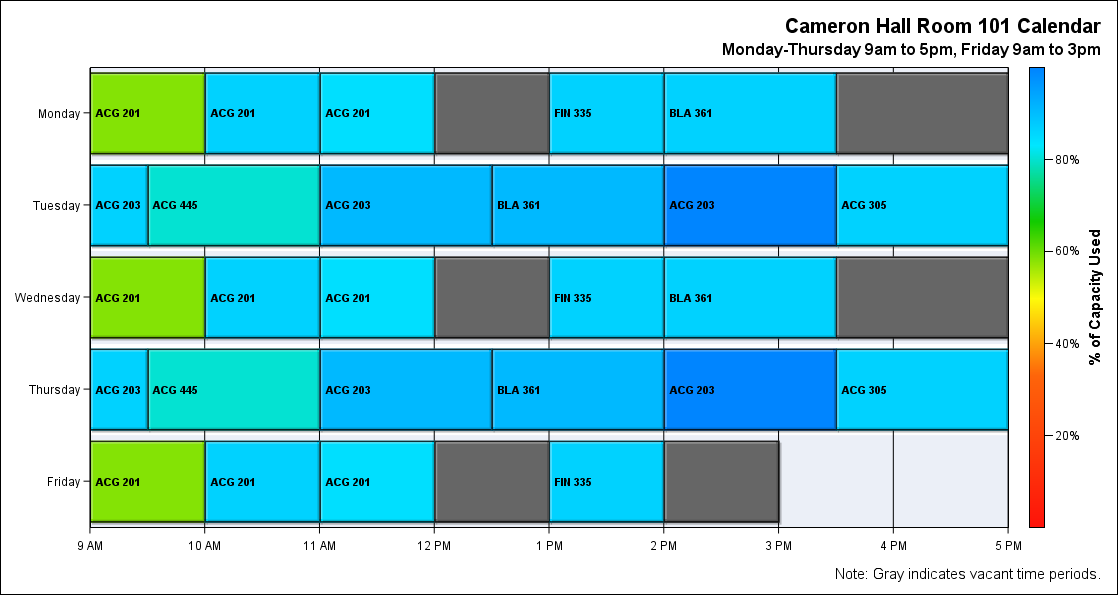 Cameron Hall Room 101 Calendar
Monday-Thursday 9am to 5pm, Friday 9am to 3pm
Monday
ACG 201
ACG 201
ACG 201
FIN 335
BLA 361
Tuesday
ACG 203
ACG 445
ACG 203
BLA 361
ACG 203
ACG 305
Wednesday
ACG 201
ACG 201
ACG 201
FIN 335
BLA 361
Thursday
ACG 203
ACG 445
ACG 203
BLA 361
ACG 203
ACG 305
Friday
ACG 201
ACG 201
ACG 201
FIN 335
9 AM
10 AM
11 AM
12 PM
1 PM
2 PM
3 PM
4 PM
5 PM
80%
60%
40%
20%
% of Capacity Used
Note: Gray indicates vacant time periods.